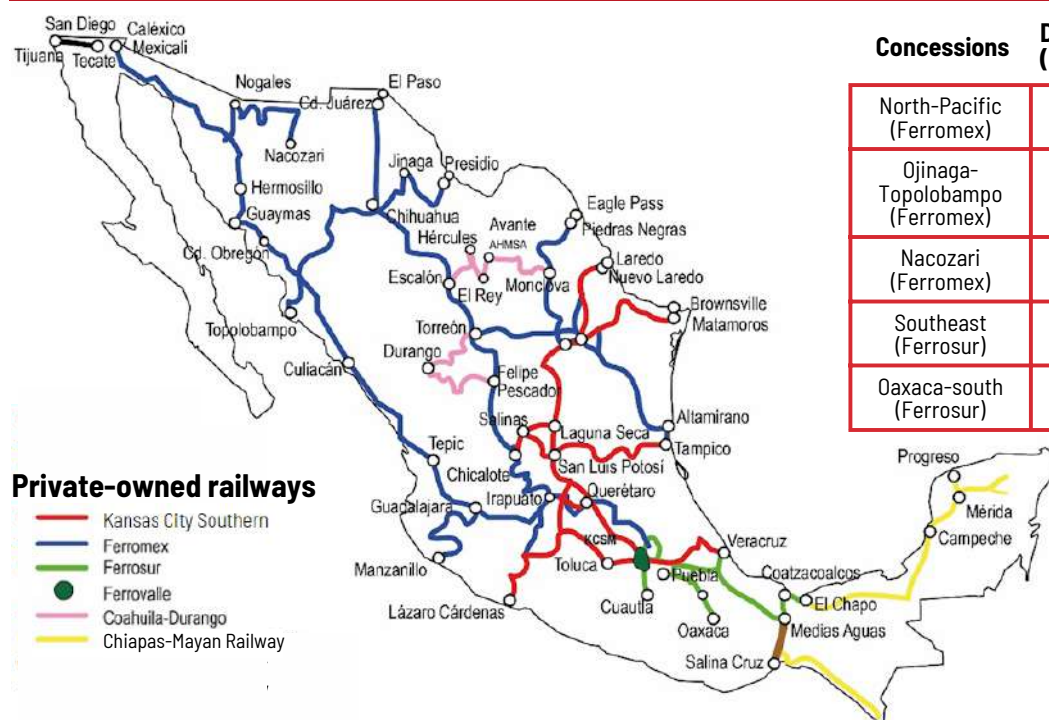 San Diego
Caléxico
Mexicali
Tijuana
Tecate
Nogales
El Paso
Cd. Juárez
Nacozari
Jinaga
Presidio
Hermosillo
Guaymas
Chihuahua
Cd. Obregón
Eagle Pass
Piedras Negras
Avante
Hércules
AHMSA
Escalón
El Rey
Monclova
Laredo
Nuevo Laredo
Topolobampo
Torreón
Brownsville
Matamoros
Durango
Culiacán
Felipe
Pescador
Salinas
Altamirano
Laguna Seca
Tampico
Tepic
Chicalote
San Luis Potosí
Guadalajara
Irapuato
Querétaro
KCSM
Veracruz
Manzanillo
Toluca
Puebla
Coatzacoalcos
Lázaro Cárdenas
Cuautla
El Chapo
Oaxaca
Medias Aguas
Salina Cruz
Progreso
Mérida
Campeche
Private-owned railways
Kansas City Southern
Ferromex
Ferrosur
Ferrovalle
Coahuila-Durango
Chiapas-Mayan Railway
Concessions
North-Pacific
(Ferromex)
Ojinaga-
Topolobampo
(Ferromex)
Nacozari
(Ferromex)
Southeast
(Ferrosur)
Oaxaca-south
(Ferrosur)